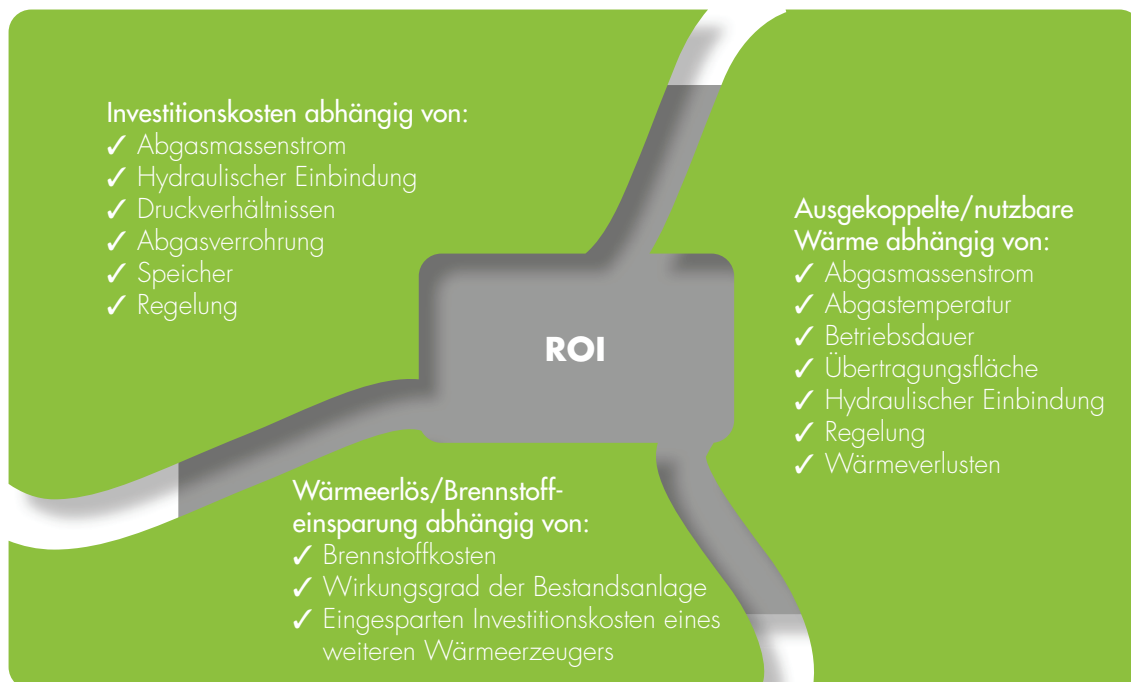 Investitionskosten abhängig von:
✓ Abgasmassenstrom
✓ Hydraulischer Einbindung
✓ Druckverhältnissen
✓ Abgasverrohrung
✓ Speicher
✓ Regelung
Ausgekoppelte/nutzbare
Wärme abhängig von:
✓ Abgasmassenstrom
✓ Abgastemperatur
✓ Betriebsdauer
✓ Übertragungsfläche
✓ Hydraulischer Einbindung
✓ Regelung
✓ Wärmeverlusten
ROI
Wärmeerlös/Brennstoff-
einsparung abhängig von:
✓ Brennstoffkosten
✓ Wirkungsgrad der Bestandsanlage
✓ Eingesparten Investitionskosten eines
weiteren Wärmeerzeugers